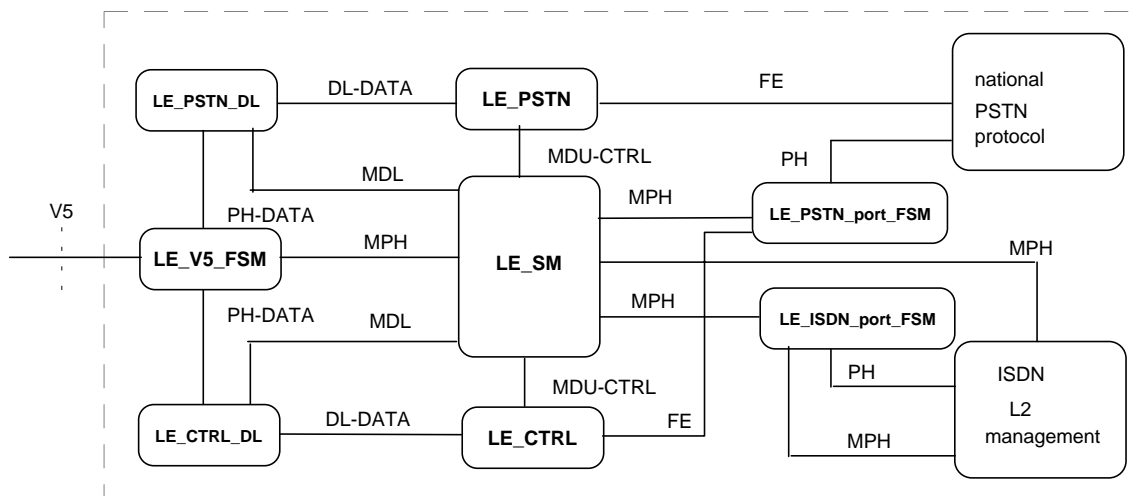 national
PSTN
protocol
LE_PSTN_DL
DL-DATA
LE_PSTN
FE
MDU-CTRL
PH
MDL
MPH
LE_PSTN_port_FSM
V5
PH-DATA
LE_V5_FSM
MPH
LE_SM
MPH
MPH
LE_ISDN_port_FSM
PH-DATA
MDL
PH
ISDN
L2
management
MDU-CTRL
LE_CTRL_DL
DL-DATA
LE_CTRL
FE
MPH